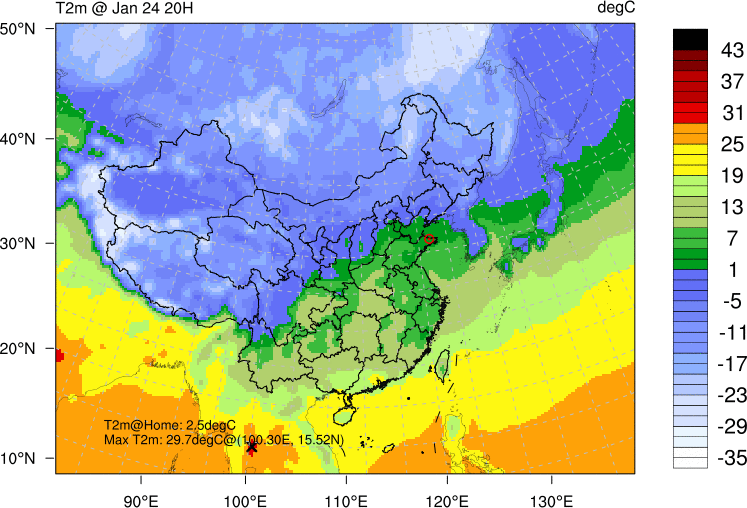 T2m @ Jan 24 20H
degC
50°N
40°N
30°N
20°N
10°N
90°E
100°E
110°E
120°E
130°E
T2m@Home: 2.5degC
Max T2m: 29.7degC@(100.30E, 15.52N)
43
37
31
25
19
13
7
1
-5
-11
-17
-23
-29
-35